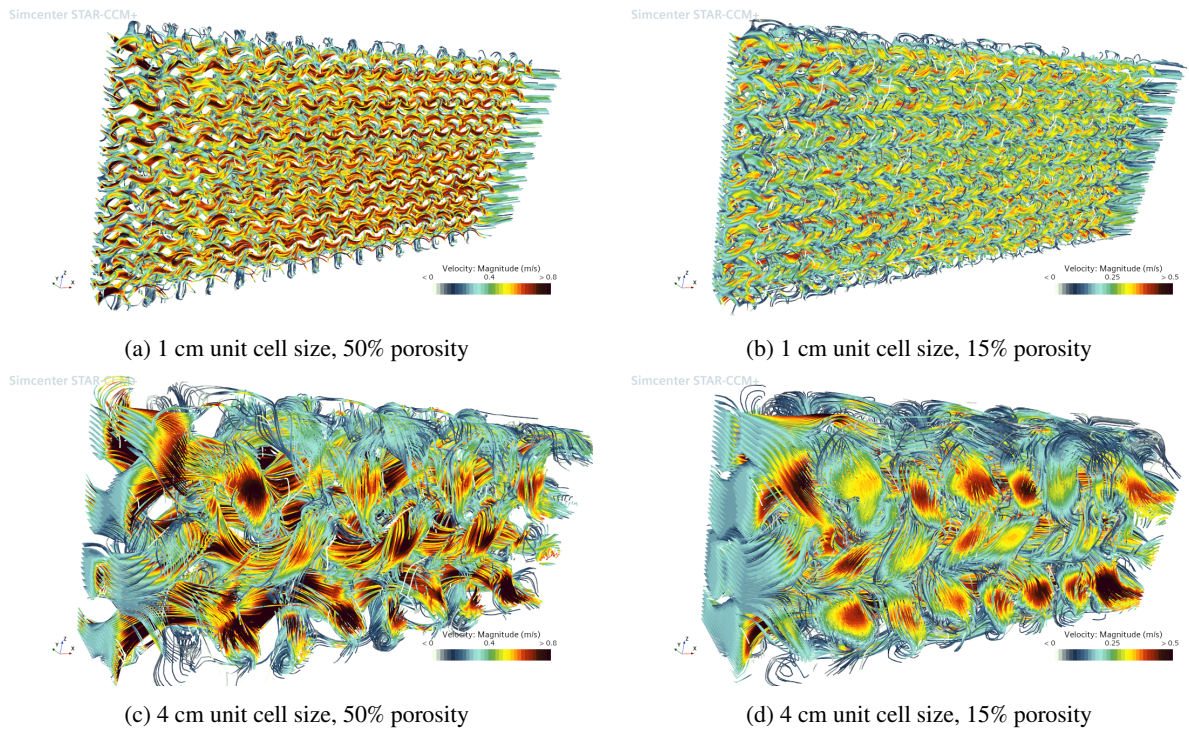 Simcenter STAR-CCM+
Simcenter STAR-CCM+
Velocity: Magnitude (m/s)
< 0 0.4 > 0.8
Z
Y
X
Velocity: Magnitude (m/s)
< 0 0.25 > 0.5
Z
Y
X
(a) 1 cm unit cell size, 50% porosity
(b) 1 cm unit cell size, 15% porosity
Simcenter STAR-CCM+
Simcenter STAR-CCM+
Velocity: Magnitude (m/s)
< 0 0.4 > 0.8
Z
Y
X
Velocity: Magnitude (m/s)
< 0 0.25 > 0.5
Z
Y
X
(c) 4 cm unit cell size, 50% porosity
(d) 4 cm unit cell size, 15% porosity